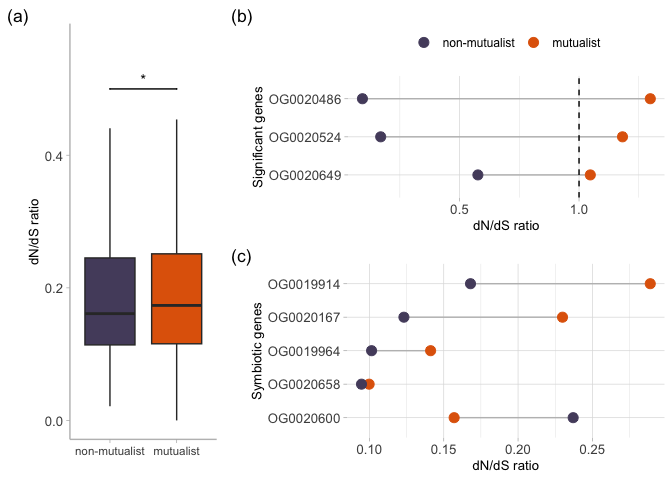 (a)
dN/dS ratio
0.4
0.2
0.0
*
non-mutualist
mutualist
(b)
non-mutualist
mutualist
Significant genes
OG0020486
OG0020524
OG0020649
0.5
1.0
dN/dS ratio
(c)
Symbiotic genes
OG0019914
OG0020167
OG0019964
OG0020658
OG0020600
0.10
0.15
0.20
0.25
dN/dS ratio